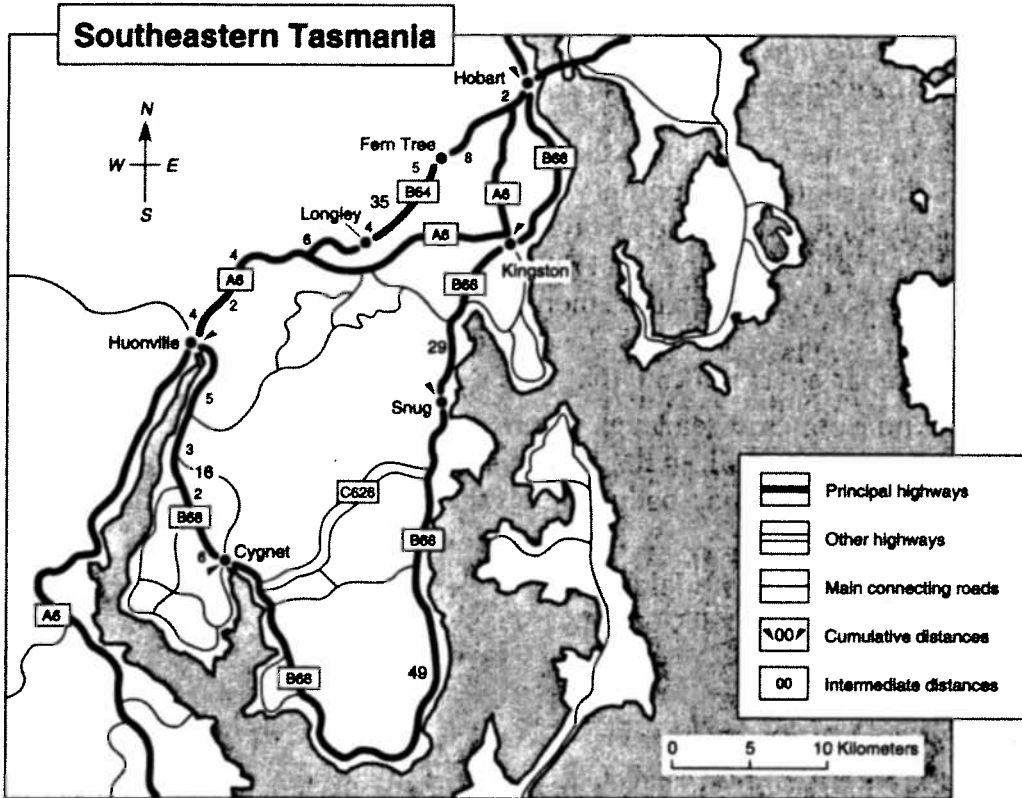 Southeastern Tasmania
N
W E
S
Hobart
2
Fern Tree
8
B66
5
B64
A6
35
Longley
4
6
A6
4
Kingston
A6
B66
2
4
Huonville
29
5
Snug
3
16
C626
2
B68
B68
6
Cygnet
A6
49
B68
Principal highways
Other highways
Main connecting roads
00 Cumulative distances
00 Intermediate distances
0 5 10 Kilometers